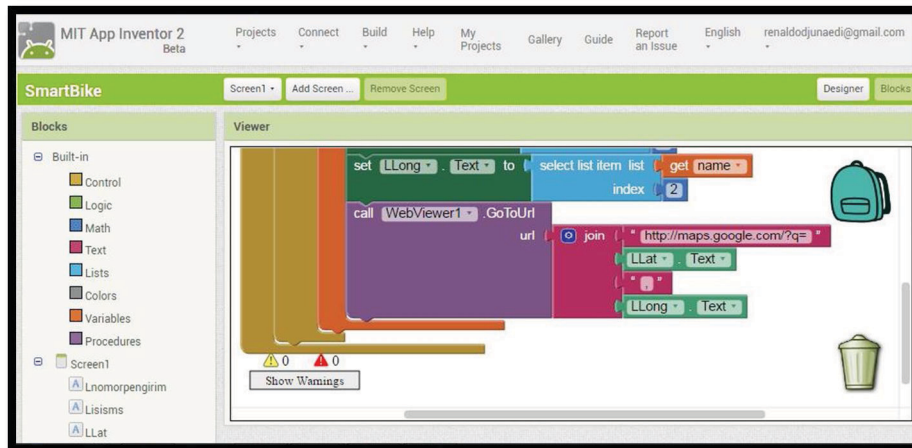 MIT App Inventor 2
Beta
Projects
Connect
Build
Help
My Projects
Gallery
Guide
Report an Issue
English
renaldodjunaedi@gmail.com
SmartBike
Screen1
Add Screen ...
Remove Screen
Designer
Blocks
Blocks
Viewer
Built-in
Control
Logic
Math
Text
Lists
Colors
Variables
Procedures
Screen1
Lnomorpengirim
Lisisms
LLat
set LLong . Text to select list item list get name
index 2
call WebViewer1 .GoToUrl
url join " http://maps.google.com/?q= "
LLat . Text
" , "
LLong . Text
0 0
Show Warnings